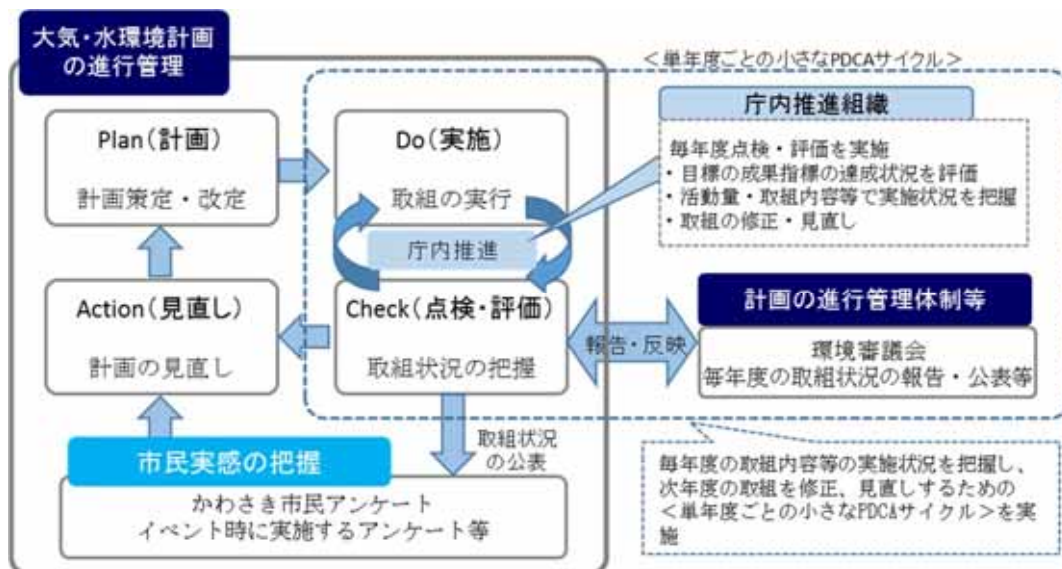 大気・水環境計画
の進行管理
＜単年度ごとの小さなPDCAサイクル＞
Plan(計画)
計画策定・改定
Do(実施)
取組の実行
庁内推進
庁内推進組織
毎年度点検・評価を実施
・目標の成果指標の達成状況を評価
・活動量・取組内容等で実施状況を把握
・取組の修正・見直し
Action(見直し)
計画の見直し
Check(点検・評価)
取組状況の把握
報告・反映
計画の進行管理体制等
環境審議会
毎年度の取組状況の報告・公表等
取組状況
の公表
市民実感の把握
かわさき市民アンケート
イベント時に実施するアンケート等
毎年度の取組内容等の実施状況を把握し、
次年度の取組を修正、見直しするための
＜単年度ごとの小さなPDCAサイクル＞を実
施